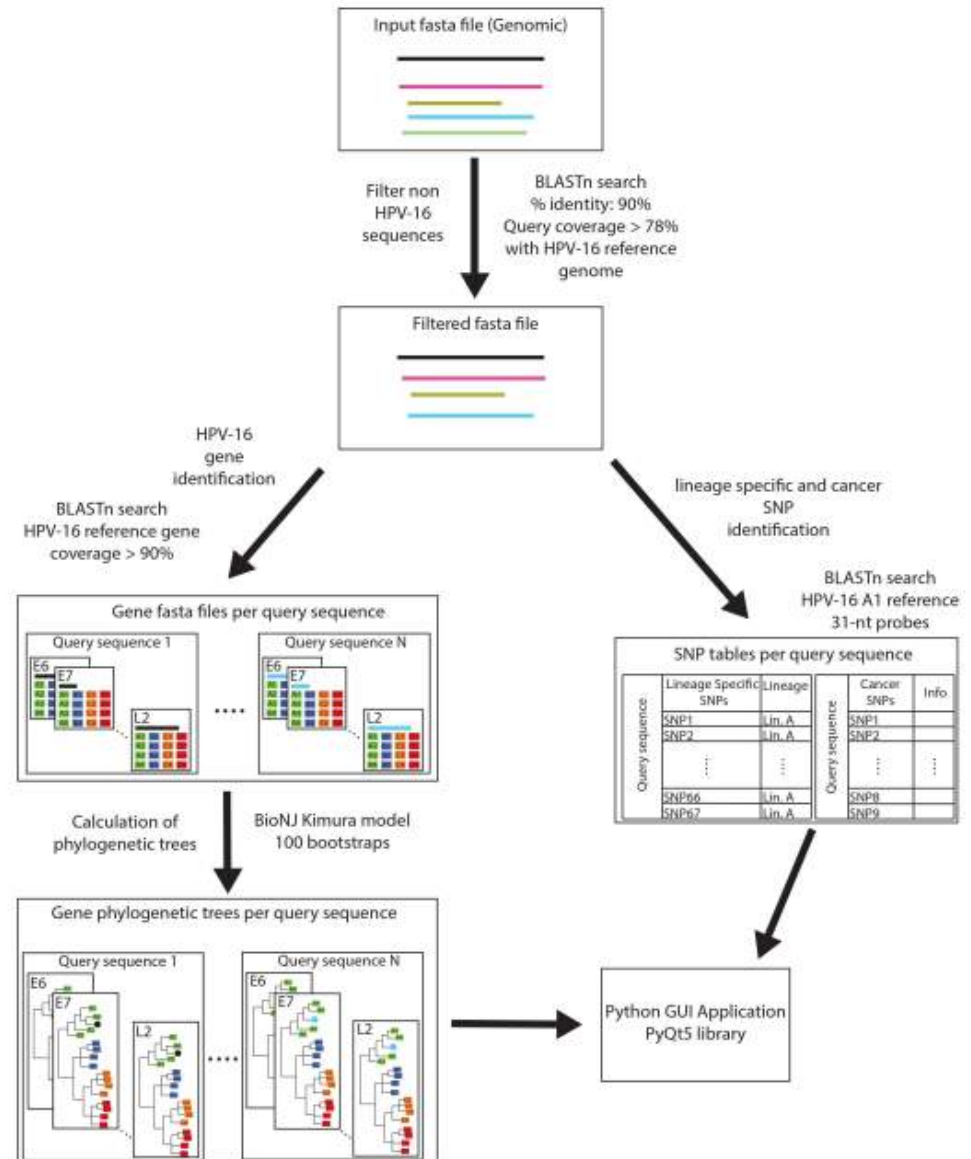 Input fasta file (Genomic)
Filter non
HPV-16
sequences
BLASTn search
% identity: 90%
Query coverage > 78%
with HPV-16 reference
genome
Filtered fasta file
HPV-16
gene
identification
BLASTn search
HPV-16 reference gene
coverage > 90%
lineage specific and cancer
SNP
identification
BLASTn search
HPV-16 A1 reference
31-nt probes
Gene fasta files per query sequence
Query sequence 1
E6
E7
L2
....
Query sequence N
E6
E7
L2
SNP tables per query sequence
Query sequence
Lineage Specific
SNPs
Lineage
SNP1
Lin. A
SNP2
Lin. A
SNP66
Lin. A
SNP67
Lin. A
Query sequence
Cancer
SNPs
Info
SNP1
SNP2
SNP8
SNP9
Calculation of
phylogenetic trees
BioNJ Kimura model
100 bootstraps
Gene phylogenetic trees per query sequence
Query sequence 1
E6
E7
L2
....
Query sequence N
E6
E7
L2
Python GUI Application
PyQt5 library